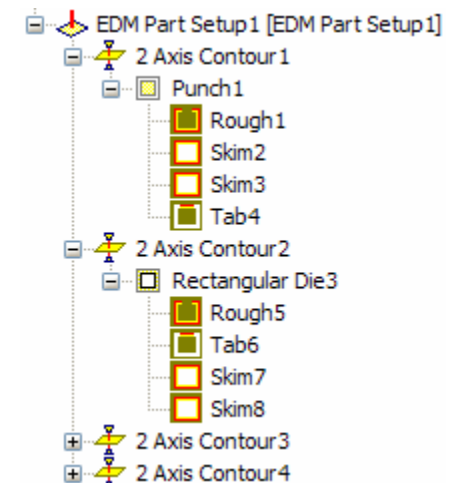 EDM Part Setup1 [EDM Part Setup1]
2 Axis Contour1
Punch1
Rough1
Skim2
Skim3
Tab4
2 Axis Contour2
Rectangular Die3
Rough5
Tab6
Skim7
Skim8
2 Axis Contour3
2 Axis Contour4